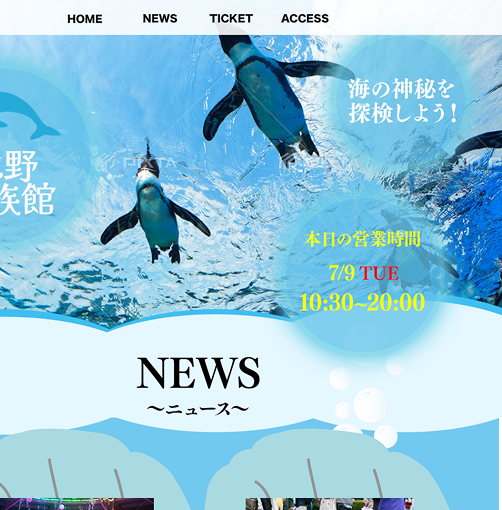 HOME NEWS TICKET ACCESS
海の神秘を
探検しよう！
野
族館
本日の営業時間
7/9 TUE
10:30~20:00
NEWS
〜ニュース〜